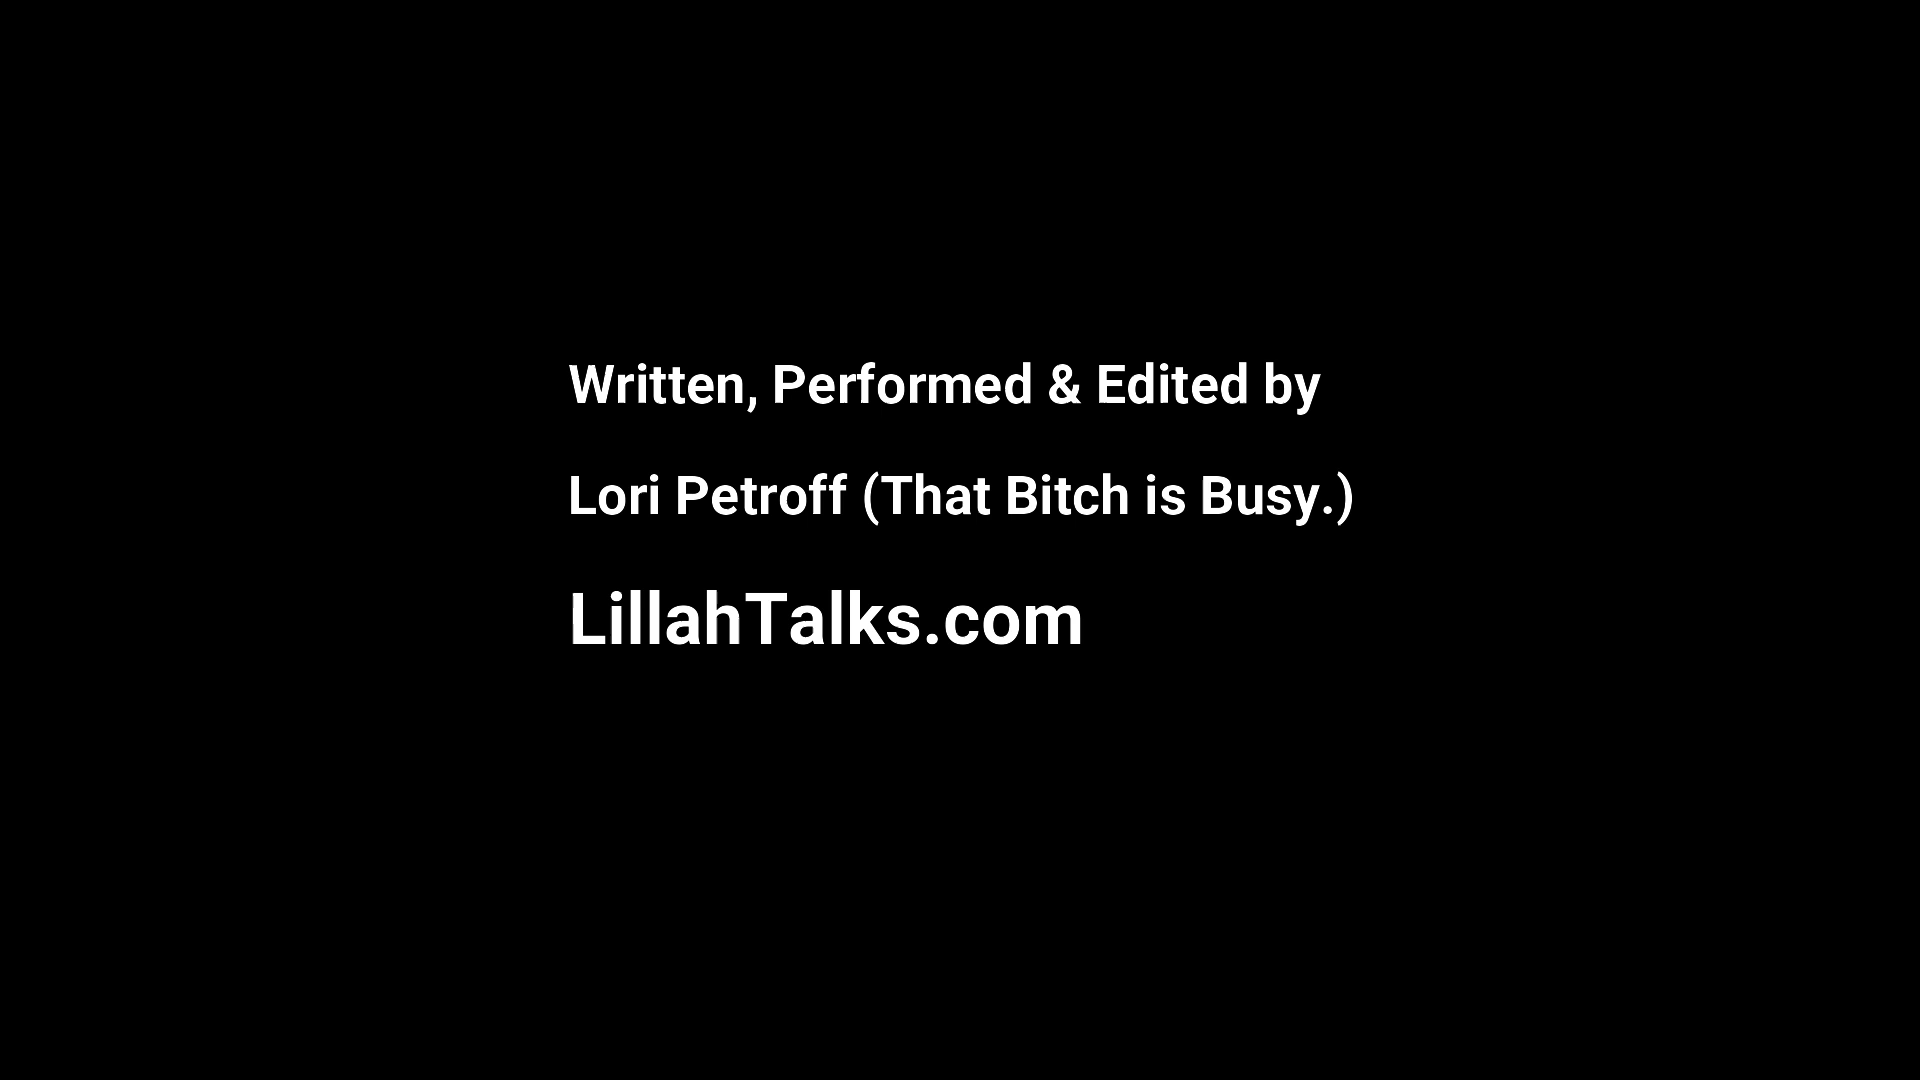 Written, Performed & Edited by
Lori Petroff (That Bitch is Busy.)
LillahTalks.com